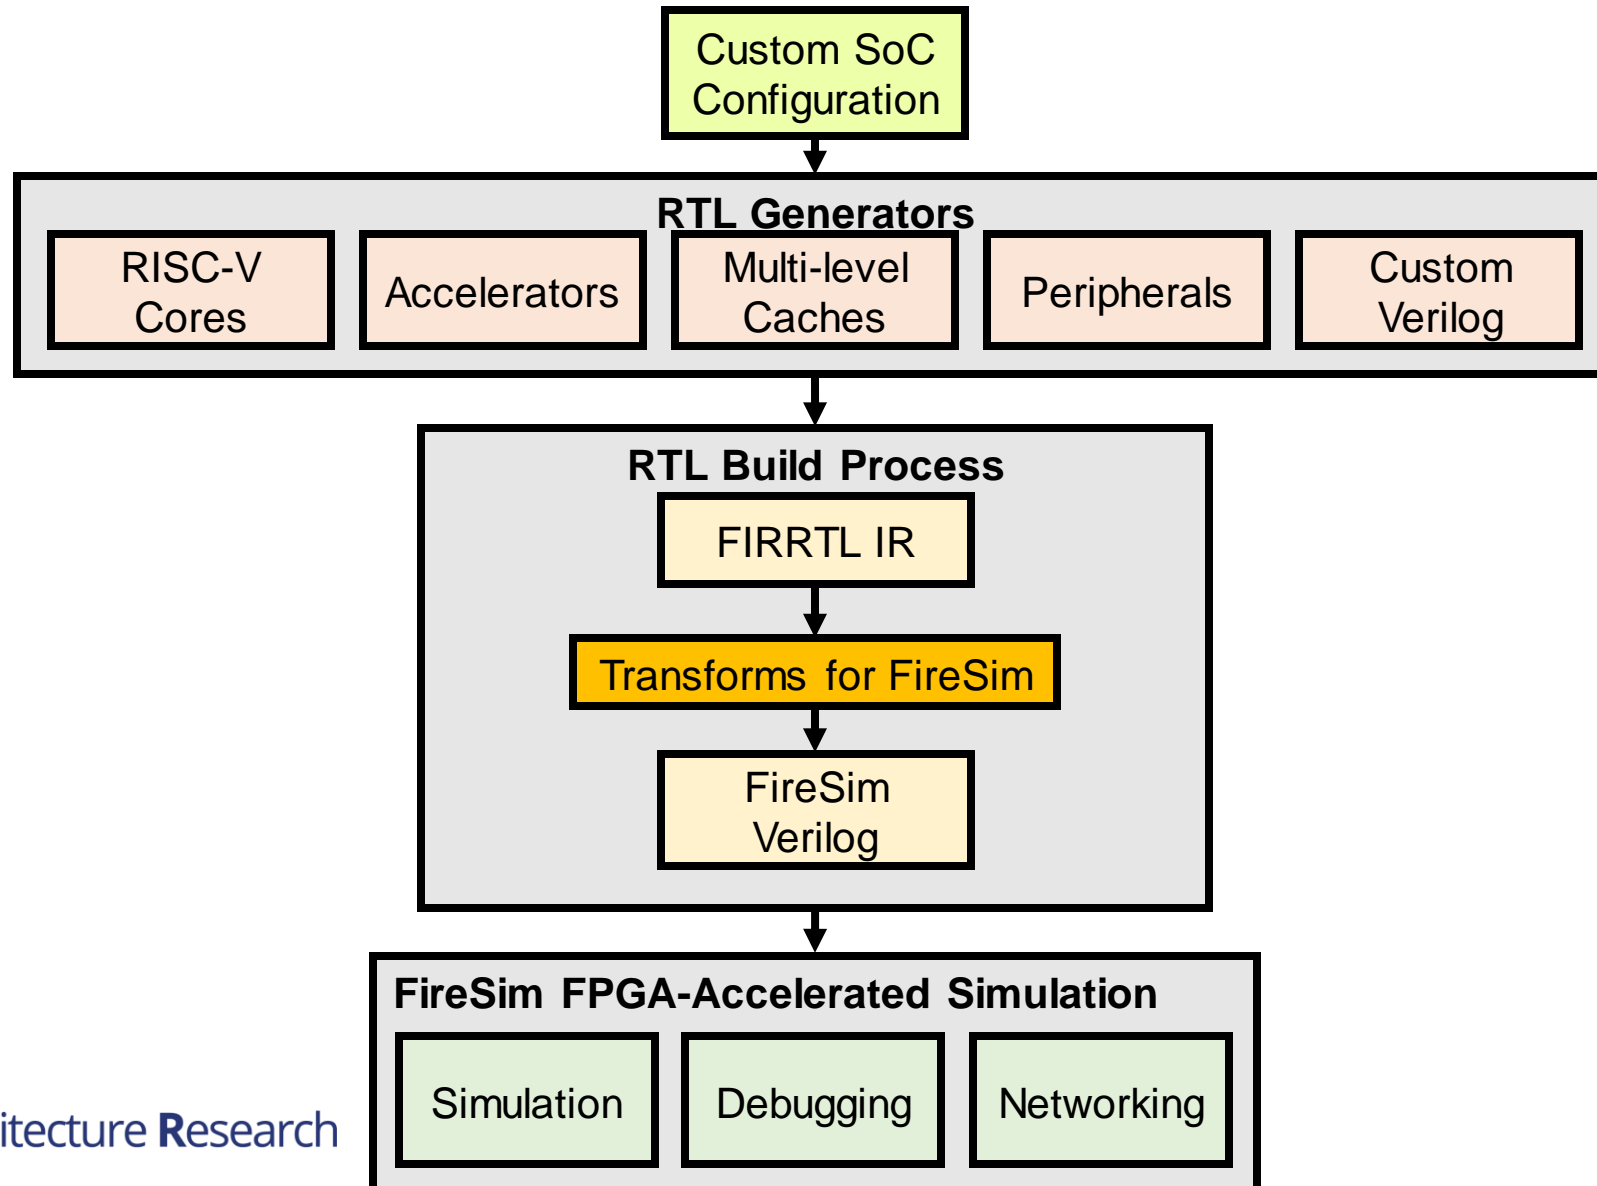 Custom SoC
Configuration
RTL Generators
RISC-V
Cores
Accelerators
Multi-level
Caches
Peripherals
Custom
Verilog
RTL Build Process
FIRRTL IR
Transforms for FireSim
FireSim
Verilog
FireSim FPGA-Accelerated Simulation
Simulation
Debugging
Networking
itecture Research